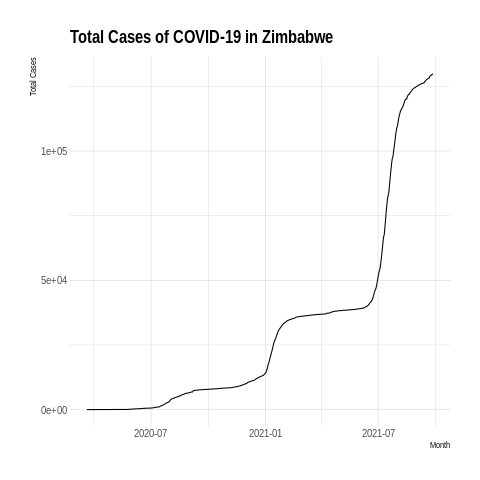 Total Cases of COVID-19 in Zimbabwe
Total Cases
1e+05
5e+04
0e+00
2020-07 2021-01 2021-07
Month